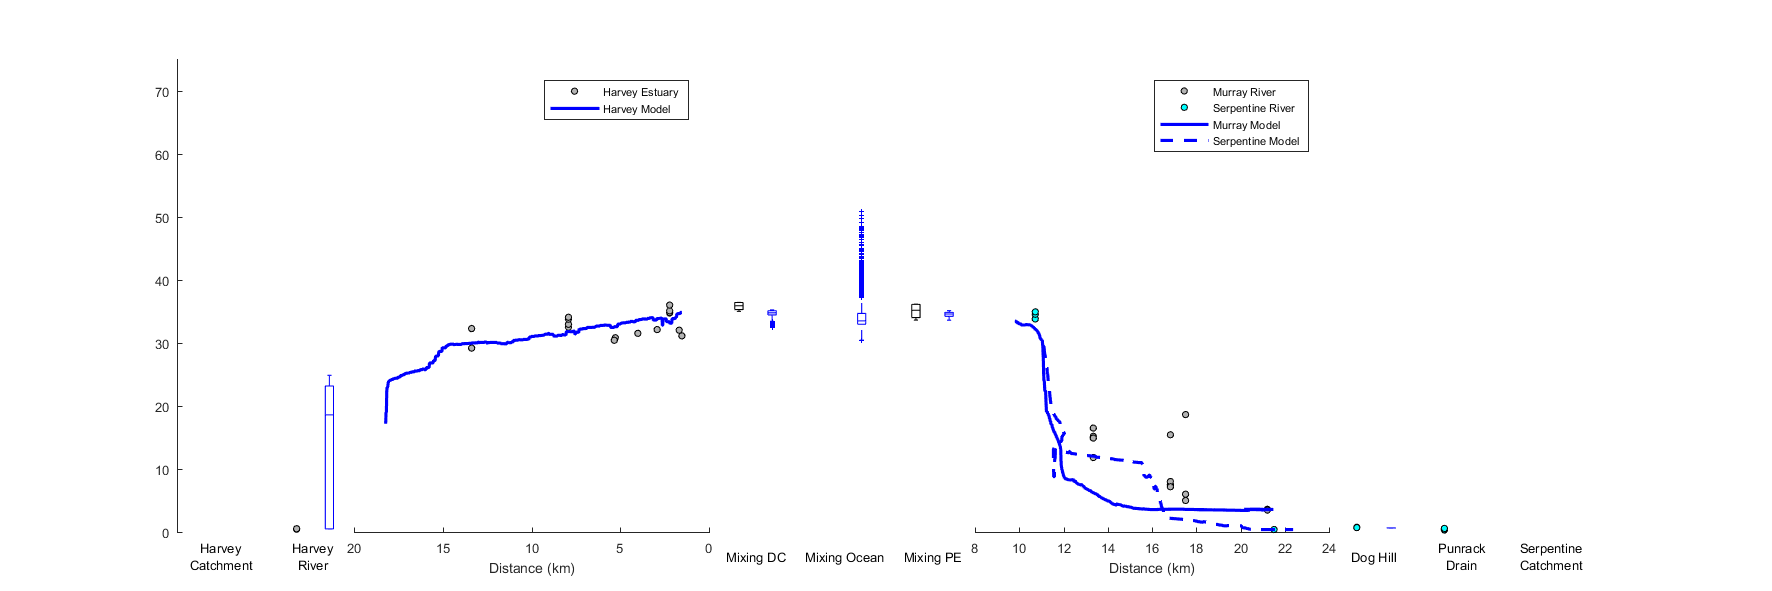 70
60
50
40
30
20
10
0
Harvey Estuary
Harvey Model
Murray River
Serpentine River
Murray Model
Serpentine Model
Harvey
Catchment
Harvey
River
20
15
10
5
0
Distance (km)
Mixing DC
Mixing Ocean
Mixing PE
8
10
12
14
16
18
20
22
24
Distance (km)
Dog Hill
Punrack
Drain
Serpentine
Catchment